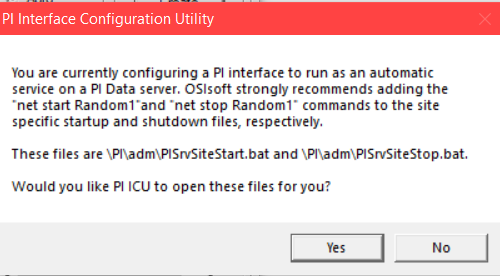 PI Interface Configuration Utility
You are currently configuring a PI interface to run as an automatic
service on a PI Data server. OSIsoft strongly recommends adding the
"net start Random1"and "net stop Random1" commands to the site
specific startup and shutdown files, respectively.
These files are \PI\adm\PISrvSiteStart.bat and \PI\adm\PISrvSiteStop.bat.
Would you like PI ICU to open these files for you?
Yes
No